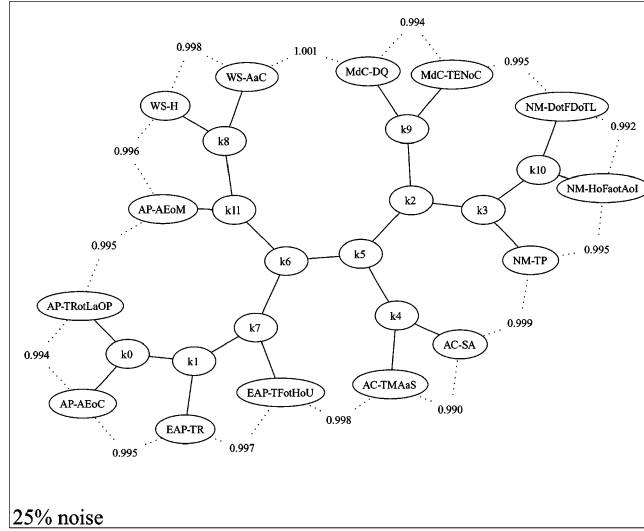 0.994
0.998
1.001
WS-AaC
MdC-DQ
MdC-TENoC
0.995
WS-H
NM-DotFDoTL
k9
0.992
k8
0.996
k10
NM-HoFaotAoI
k2
k3
AP-AEoM
k11
0.995
0.995
k6
k5
NM-TP
AP-TRotLaOP
k4
0.999
k7
AC-SA
0.994
k0
k1
AC-TMAaS
EAP-TFotHoU
AP-AEoC
0.990
0.998
EAP-TR
0.995
0.997
25% noise